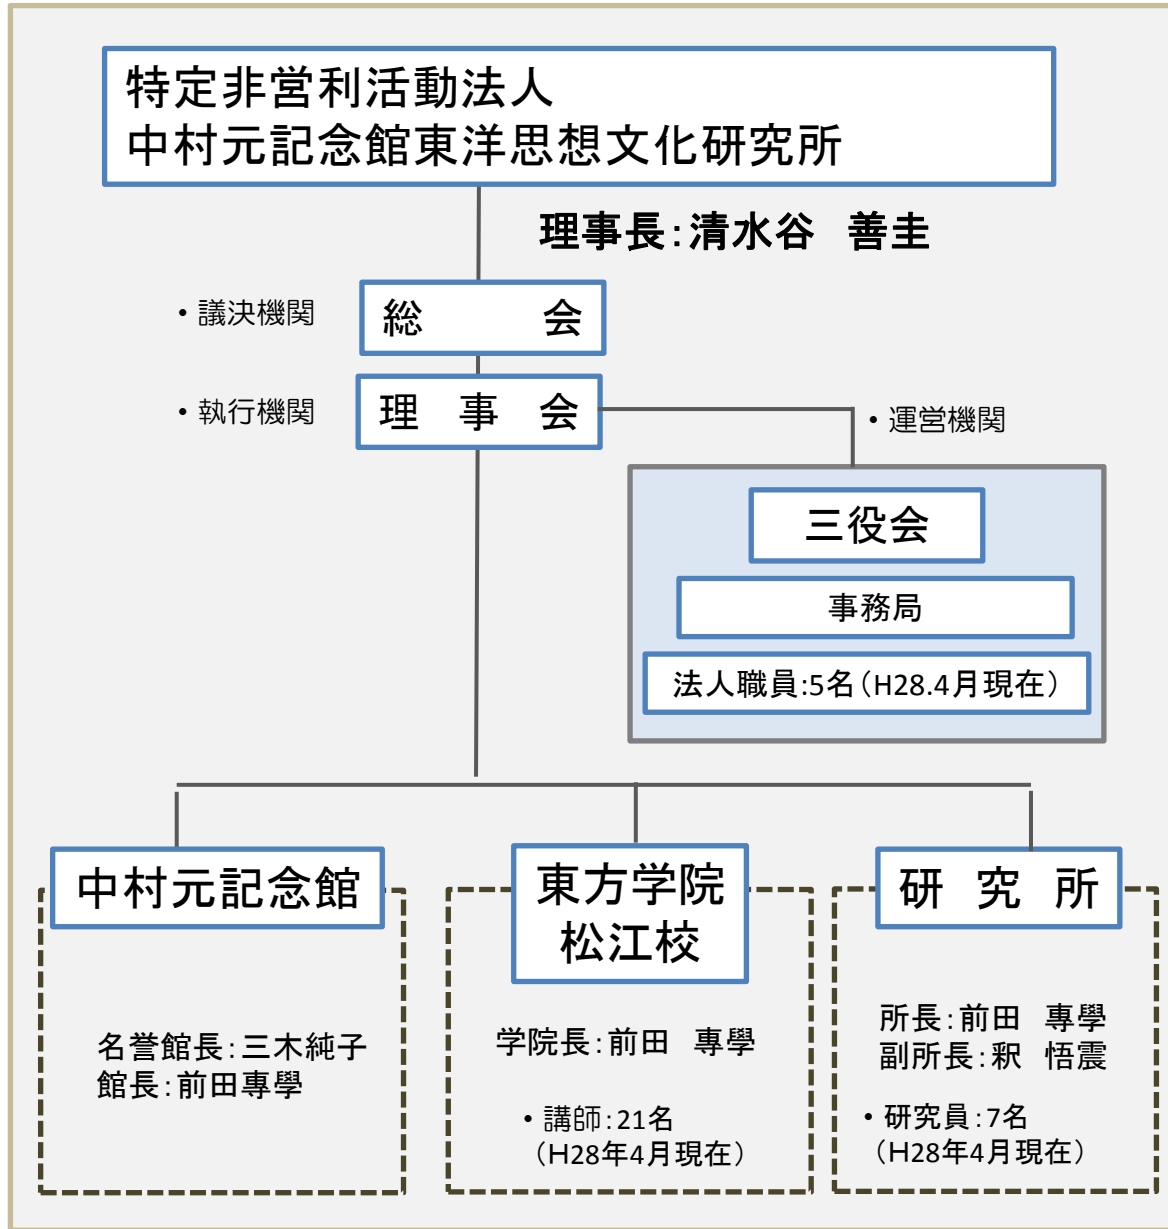 特定非営利活動法人
中村元記念館東洋思想文化研究所
理事長:清水谷　善圭
・議決機関
総　　　会
・執行機関
理　事　会
・運営機関
三役会
事務局
法人職員:5名(H28.4月現在)
中村元記念館
名誉館長:三木純子
館長:前田專學
東方学院
松江校
学院長:前田　專學
・講師:21名
(H28年4月現在)
研　究　所
所長:前田　專學
副所長:釈　悟震
・研究員:7名
(H28年4月現在)